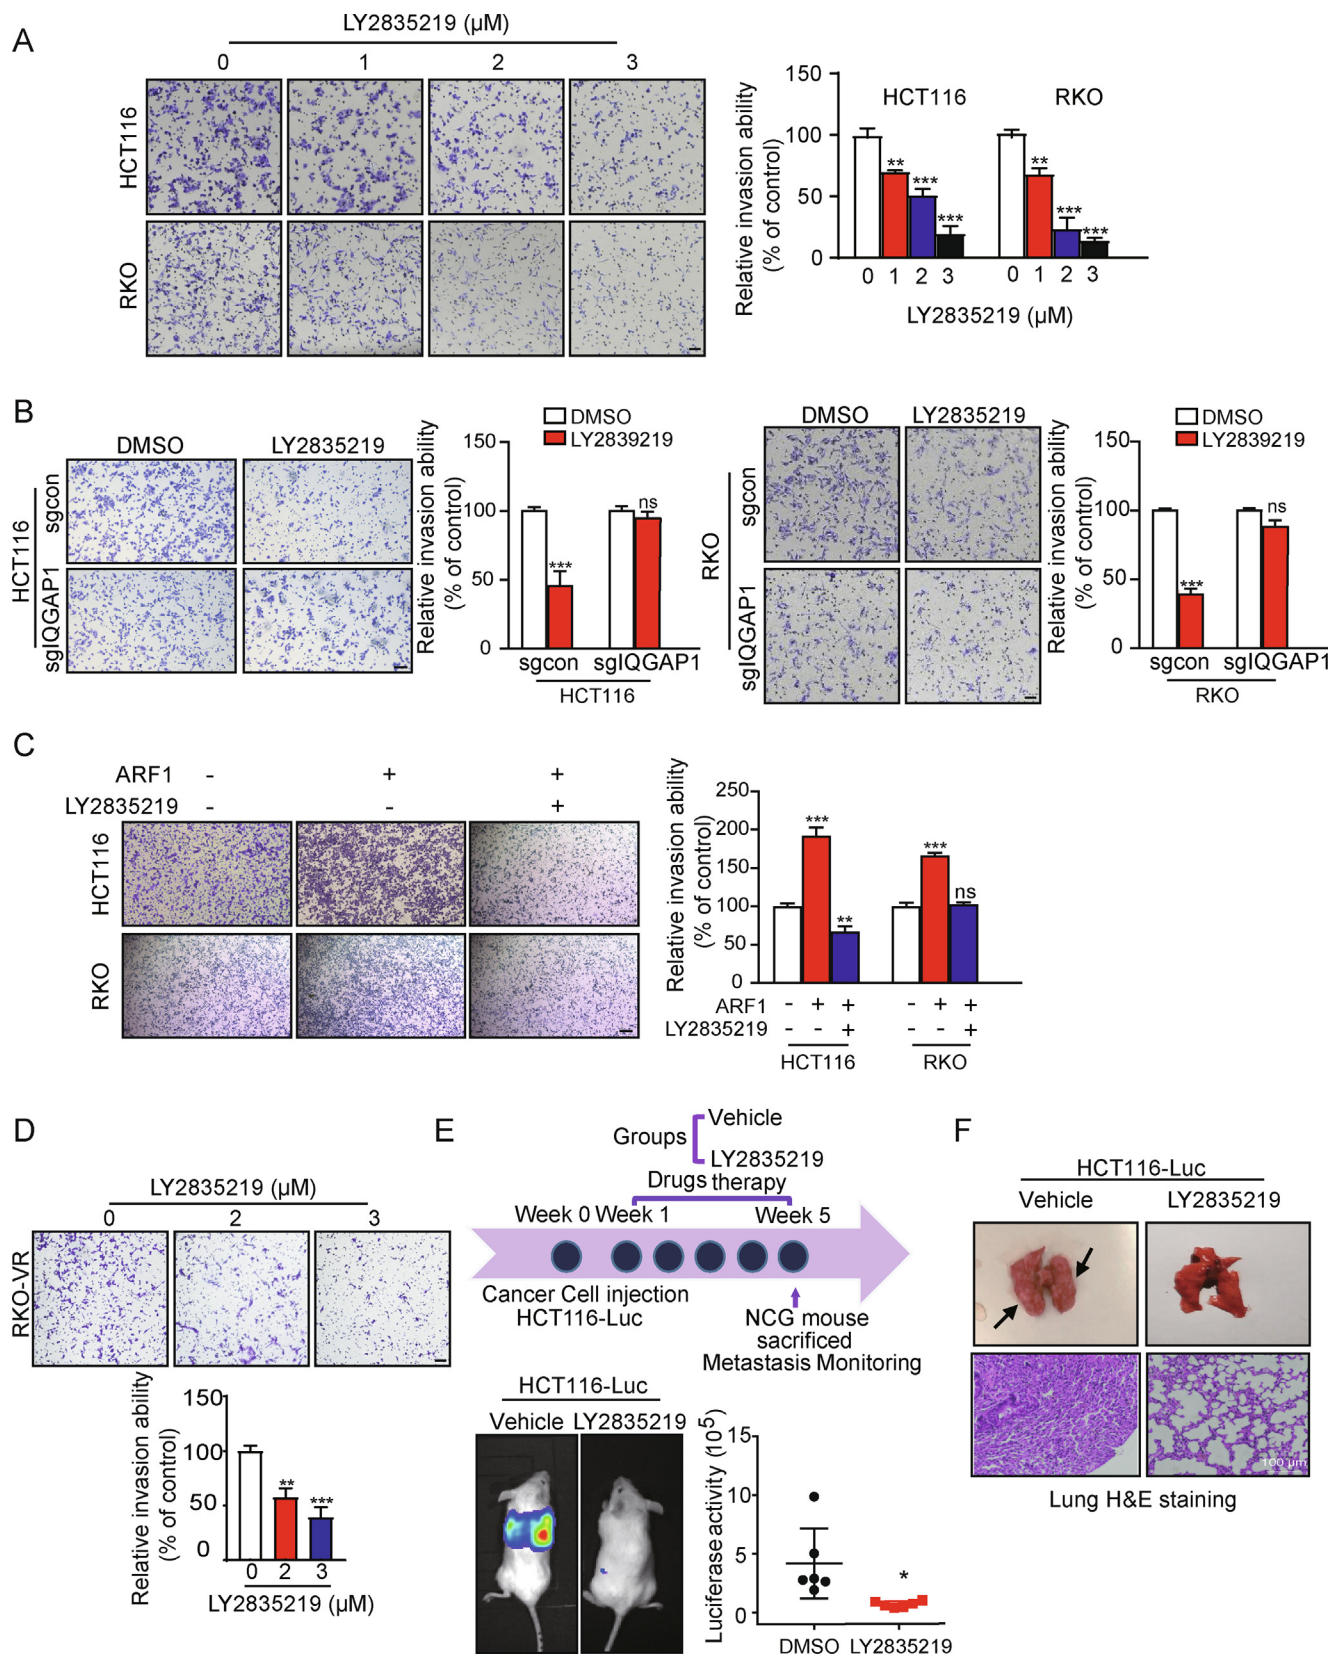 A
LY2835219 (µM)
0 1 2 3
HCT116
RKO
Relative invasion ability
(% of control)
150
100
50
0
HCT116 RKO
** *** ***
** *** ***
0 1 2 3 0 1 2 3
LY2835219 (µM)
B
DMSO LY2835219
HCT116
sgcon
sgIQGAP1
Relative invasion ability
(% of control)
DMSO
LY2839219
150
100
50
0
*** ns
sgcon sgIQGAP1
HCT116
DMSO LY2835219
RKO
sgcon
sgIQGAP1
Relative invasion ability
(% of control)
DMSO
LY2839219
150
100
50
0
*** ns
sgcon sgIQGAP1
RKO
C
ARF1 - + +
LY2835219 - - +
HCT116
RKO
Relative invasion ability
(% of control)
250
200
150
100
50
0
*** **
*** ns
ARF1 - + + - + +
LY2835219 - - + - - +
HCT116 RKO
D
LY2835219 (µM)
0 2 3
RKO-VR
Relative invasion ability
(% of control)
150
100
50
0
** ***
0 2 3
LY2835219 (µM)
E
Groups
Vehicle
LY2835219
Drugs therapy
Week 0 Week 1 Week 5
Cancer Cell injection
HCT116-Luc
NCG mouse
sacrificed
Metastasis Monitoring
HCT116-Luc
Vehicle LY2835219
Luciferase activity (10⁵)
15
10
5
0
*
DMSO LY2835219
F
HCT116-Luc
Vehicle LY2835219
100 µm
Lung H&E staining